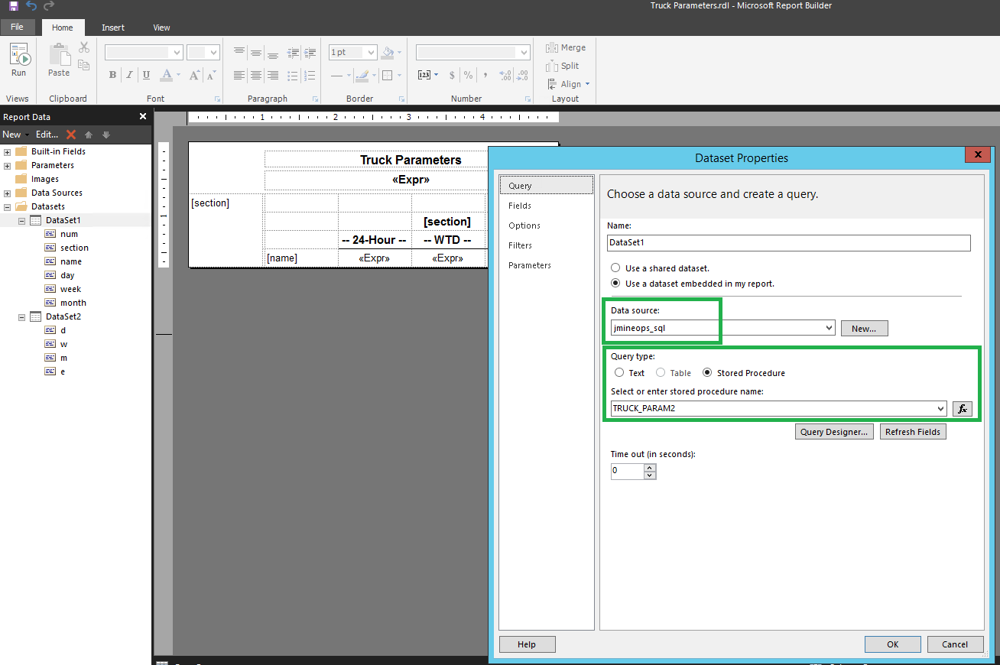 Truck Parameters.rdl - Microsoft Report Builder
File Home Insert View
Run
Views
Paste
Clipboard
B I U A A A
Font
Paragraph
1 pt
Border
123 $ % , .00 .00
Number
Merge
Split
Align
Layout
Report Data
New Edit...
Built-in Fields
Parameters
Images
Data Sources
Datasets
DataSet1
num
section
name
day
week
month
DataSet2
d
w
m
e
1 2 3 4
Truck Parameters
«Expr»
[section]
[section]
-- 24-Hour -- -- WTD --
[name] «Expr» «Expr»
Dataset Properties
Query
Fields
Options
Filters
Parameters
Choose a data source and create a query.
Name:
DataSet1
Use a shared dataset.
Use a dataset embedded in my report.
Data source:
jmineops_sql New...
Query type:
Text Table Stored Procedure
Select or enter stored procedure name:
TRUCK_PARAM2 fx
Query Designer... Refresh Fields
Time out (in seconds):
0
Help OK Cancel